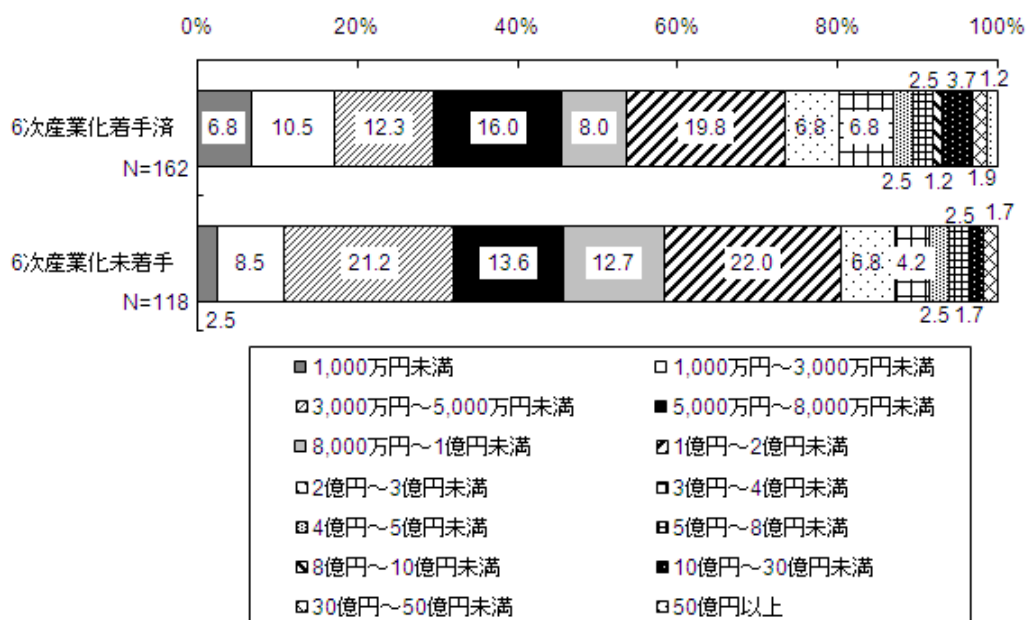 0% 20% 40% 60% 80% 100%
2.5 3.7 1.2
6次産業化着手済 6.8 10.5 12.3 16.0 8.0 19.8 6.8 6.8
N=162
2.5 1.2 1.9
2.5 1.7
6次産業化未着手 8.5 21.2 13.6 12.7 22.0 6.8 4.2
N=118
2.5 2.5 1.7
1,000万円未満 1,000万円～3,000万円未満
3,000万円～5,000万円未満 5,000万円～8,000万円未満
8,000万円～1億円未満 1億円～2億円未満
2億円～3億円未満 3億円～4億円未満
4億円～5億円未満 5億円～8億円未満
8億円～10億円未満 10億円～30億円未満
30億円～50億円未満 50億円以上